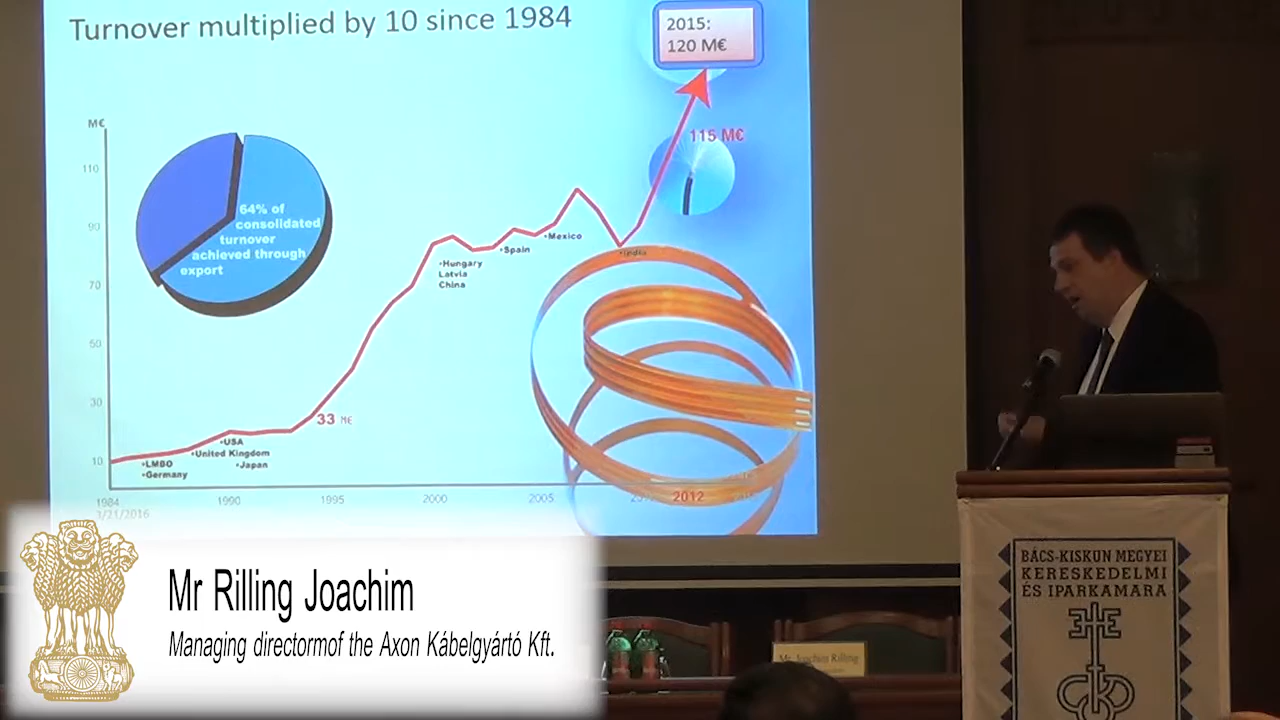 Turnover multiplied by 10 since 1984
2015:
120 M€
M€
115 M€
110
90
70
50
30
10
64% of
consolidated
turnover
achieved through
export
•Mexico
•Spain
•India
•Hungary
Latvia
China
33 M€
•USA
•United Kingdom
•Japan
•LMBO
•Germany
1984
1990
1995
2000
2005
2012
1/21/2016
Mr Rilling Joachim
Managing directormof the Axon Kábelgyártó Kft.
Mr. Joachim Rilling
BÁCS-KISKUN MEGYEI
KERESKEDELMI
ÉS IPARKAMARA